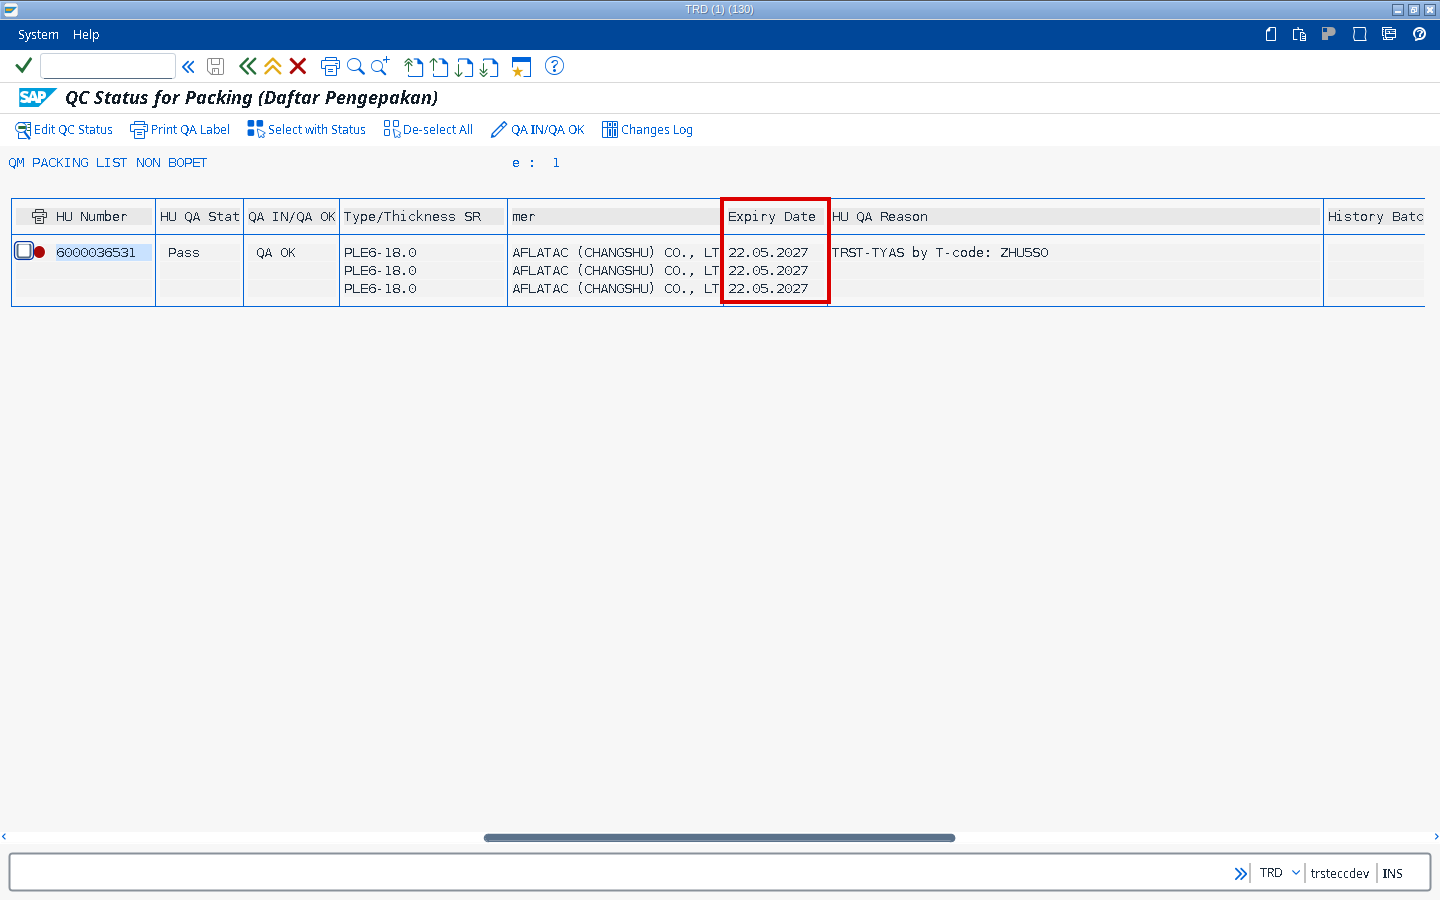 TRD (1) (130)
System Help
SAP QC Status for Packing (Daftar Pengepakan)
Edit QC Status Print QA Label Select with Status De-select All QA IN/QA OK Changes Log
QM PACKING LIST NON BOPET e : 1
HU Number HU QA Stat QA IN/QA OK Type/Thickness SR mer Expiry Date HU QA Reason History Batc
6000036531 Pass QA OK PLE6-18.0 AFLATAC (CHANGSHU) CO., LT 22.05.2027 TRST-TYAS by T-code: ZHU5SO
PLE6-18.0 AFLATAC (CHANGSHU) CO., LT 22.05.2027
PLE6-18.0 AFLATAC (CHANGSHU) CO., LT 22.05.2027
TRD trsteccdev INS